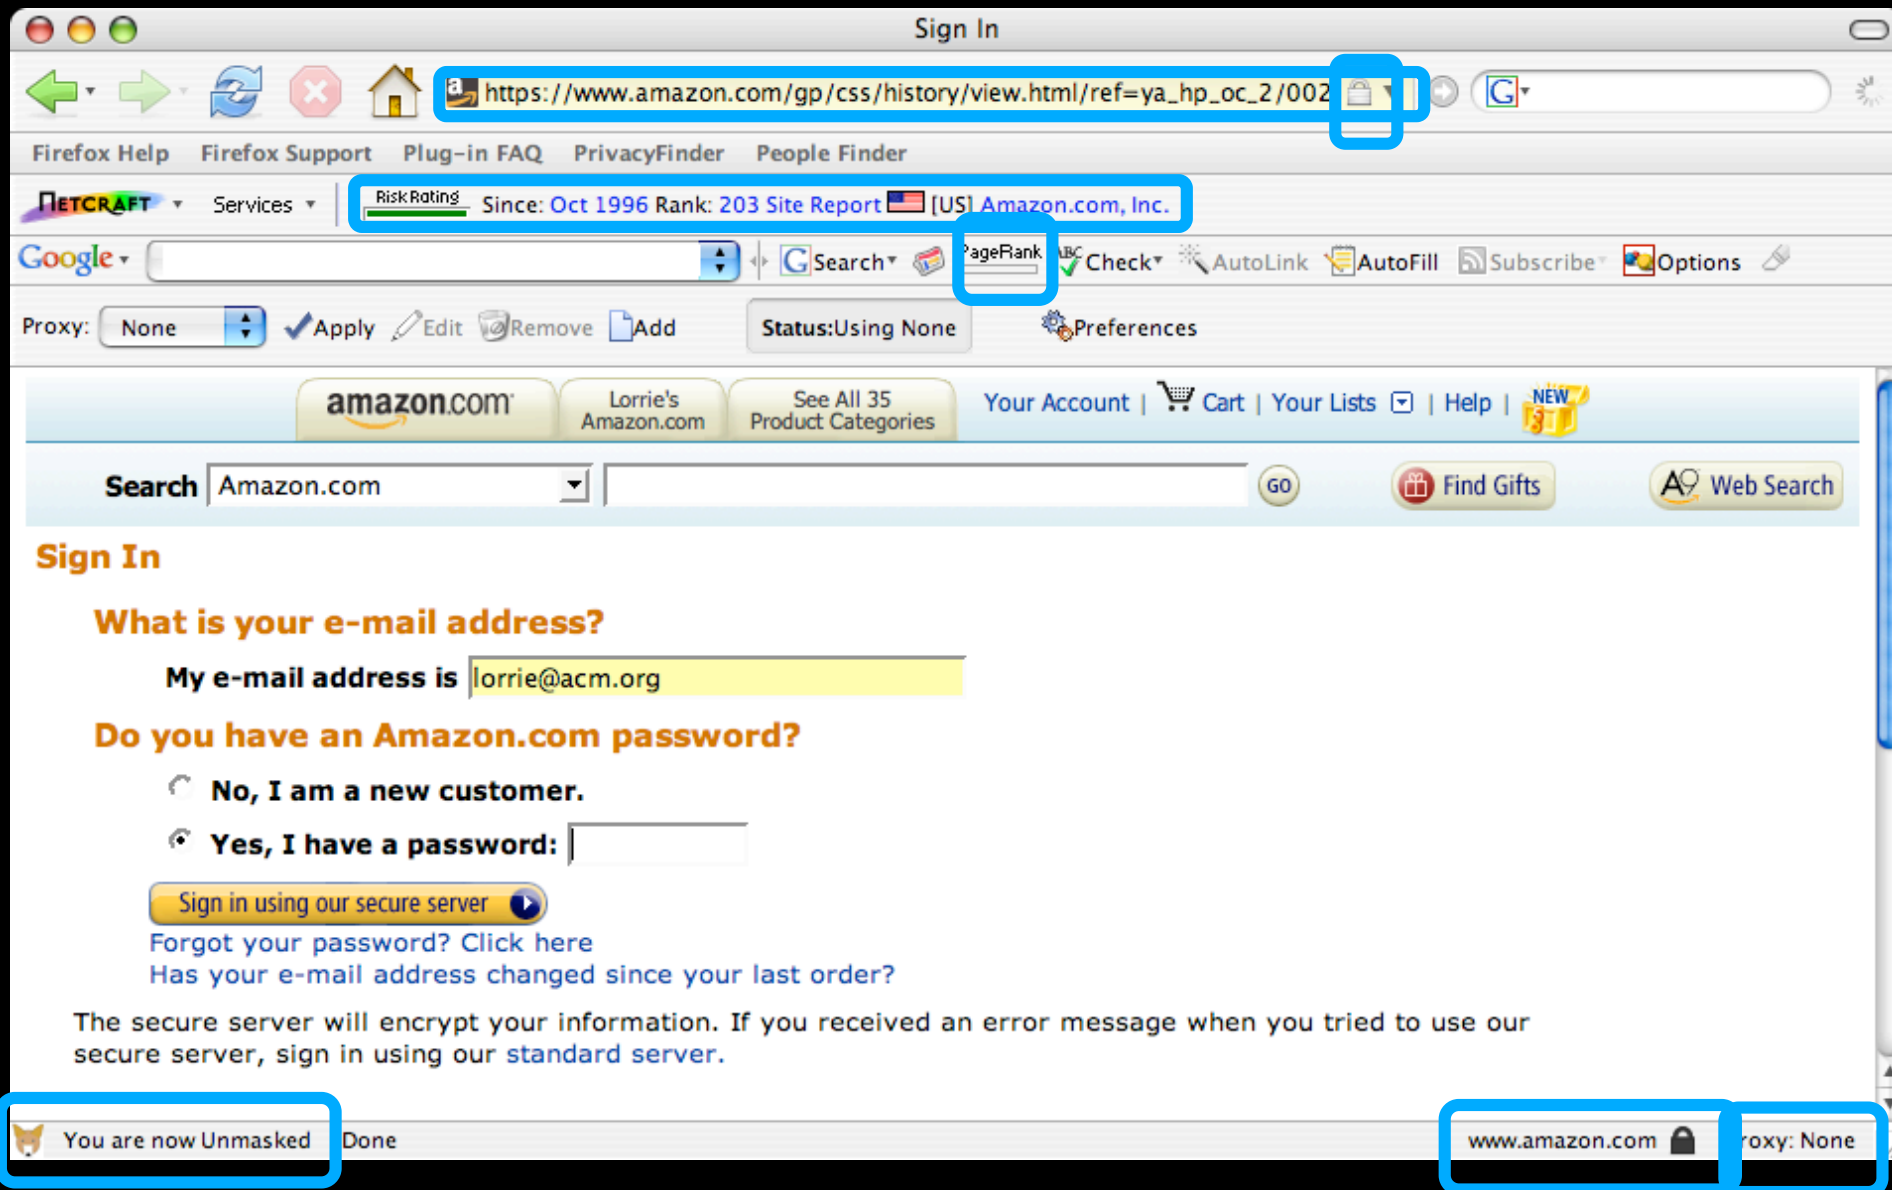 Sign In
https://www.amazon.com/gp/css/history/view.html/ref=ya_hp_oc_2/002
Firefox Help Firefox Support Plug-in FAQ PrivacyFinder People Finder
NETCRAFT Services Risk Rating Since: Oct 1996 Rank: 203 Site Report [US] Amazon.com, Inc.
Google Search PageRank Check AutoLink AutoFill Subscribe Options
Proxy: None Apply Edit Remove Add Status:Using None Preferences
amazon.com Lorrie's Amazon.com See All 35 Product Categories Your Account | Cart | Your Lists | Help | NEW
Search Amazon.com GO Find Gifts A9 Web Search
Sign In
What is your e-mail address?
My e-mail address is lorrie@acm.org
Do you have an Amazon.com password?
No, I am a new customer.
Yes, I have a password:
Sign in using our secure server
Forgot your password? Click here
Has your e-mail address changed since your last order?
The secure server will encrypt your information. If you received an error message when you tried to use our
secure server, sign in using our standard server.
You are now Unmasked Done www.amazon.com roxy: None